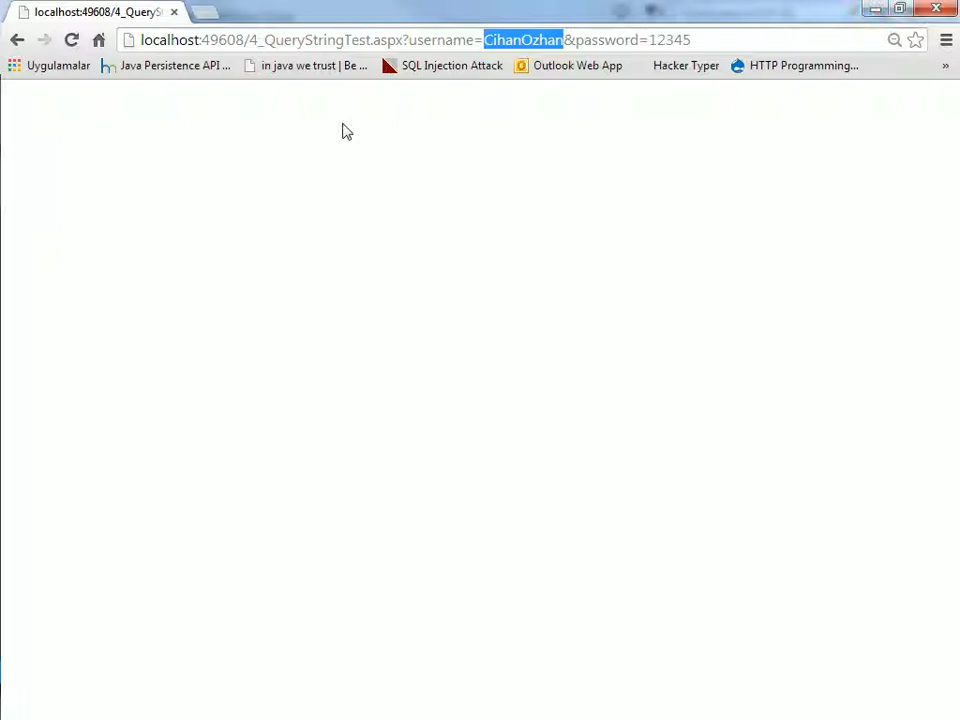 localhost:49608/4_QueryS
localhost:49608/4_QueryStringTest.aspx?username=CihanOzhan&password=12345
Uygulamalar Java Persistence API ... in java we trust | Be ... SQL Injection Attack Outlook Web App Hacker Typer HTTP Programming... »